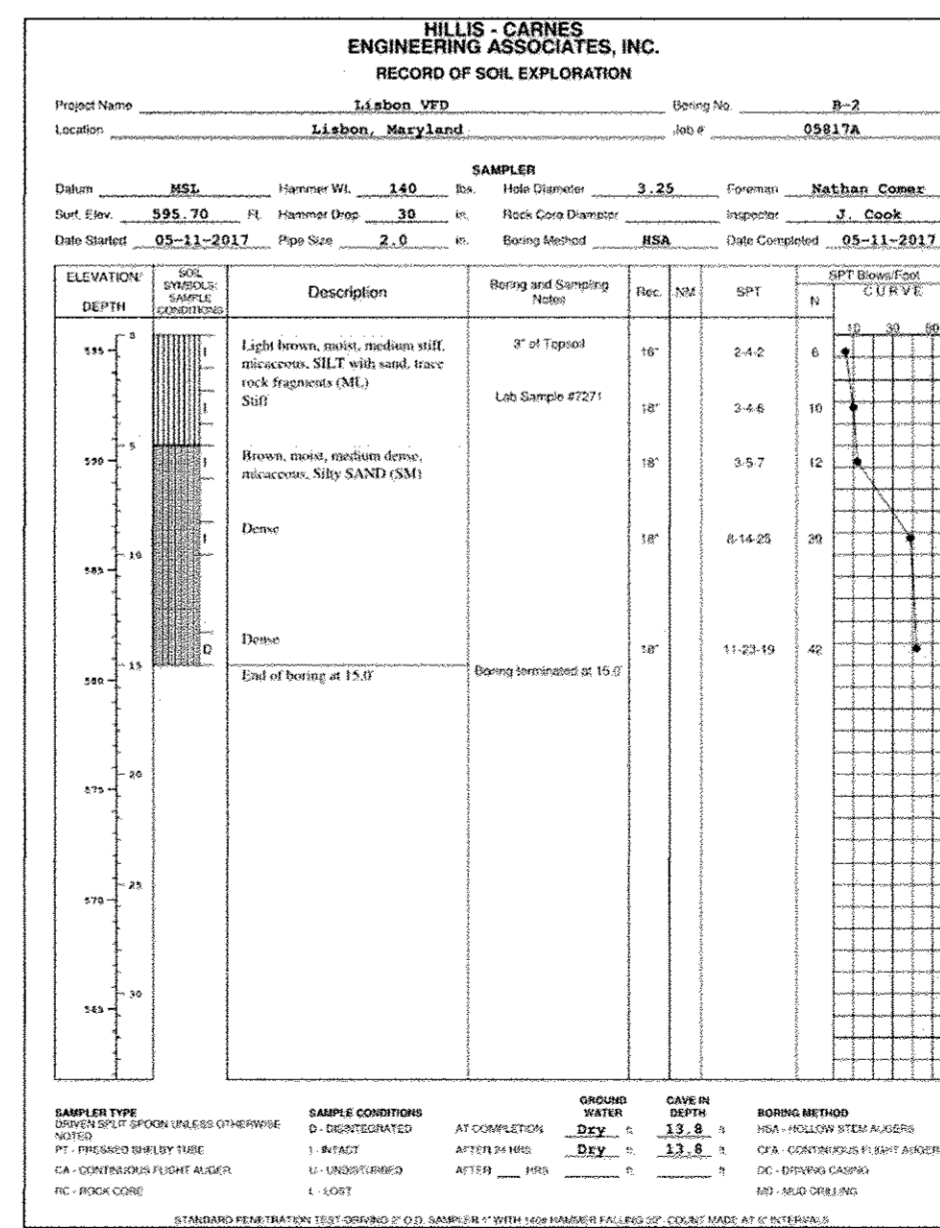 HILLIS - CARNES
ENGINEERING ASSOCIATES, INC.
RECORD OF SOIL EXPLORATION
Project Name Lisbon VFD Boring No. B-2
Location Lisbon, Maryland Job # 05817A
SAMPLER
Datum MSL Hammer Wt. 140 lbs. Hole Diameter 3.25 Foreman Nathan Comer
Surf. Elev. 595.70 Ft. Hammer Drop 30 in. Rock Core Diameter Inspector J. Cook
Date Started 05-11-2017 Pipe Size 2.0 in. Boring Method HSA Date Completed 05-11-2017
ELEVATION/ DEPTH SOIL SYMBOLS: SAMPLE CONDITIONS Description Boring and Sampling Notes Rec. NM SPT SPT Blows/Foot
N CURVE
10 30 50
0
595 I Light brown, moist, medium stiff, 3" of Topsoil 16" 2-4-2 6
micaceous, SILT with sand, trace
rock fragments (ML)
I Stiff Lab Sample #7271 18" 3-4-6 10
5
590 I Brown, moist, medium dense, 18" 3-5-7 12
micaceous, Silty SAND (SM)
I Dense 18" 8-14-25 39
10
585
D Dense 18" 11-23-19 42
15
580 End of boring at 15.0' Boring terminated at 15.0'
20
575
25
570
30
565
GROUND WATER CAVE IN DEPTH
SAMPLER TYPE SAMPLE CONDITIONS BORING METHOD
DRIVEN SPLIT SPOON UNLESS OTHERWISE NOTED D - DISINTEGRATED AT COMPLETION Dry ft. 13.8 ft. HSA - HOLLOW STEM AUGERS
PT - PRESSED SHELBY TUBE I - INTACT AFTER 24 HRS Dry ft. 13.8 ft. CFA - CONTINUOUS FLIGHT AUGER
CA - CONTINUOUS FLIGHT AUGER U - UNDISTURBED AFTER HRS ft. ft. DC - DRIVING CASING
RC - ROCK CORE L - LOST MD - MUD DRILLING
STANDARD PENETRATION TEST-DRIVING 2" O.D. SAMPLER 1' WITH 140# HAMMER FALLING 30": COUNT MADE AT 6" INTERVALS